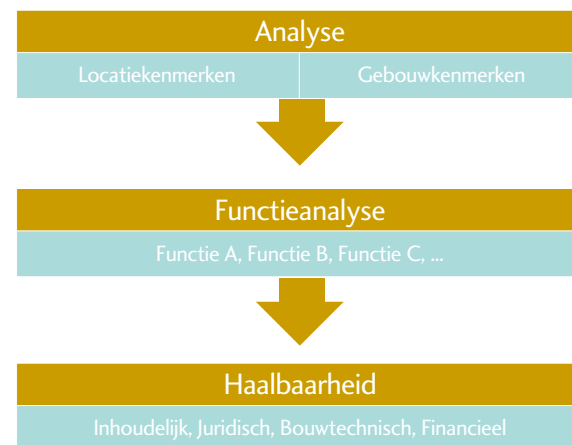 Analyse
Locatiekenmerken Gebouwkenmerken
Functieanalyse
Functie A, Functie B, Functie C, ...
Haalbaarheid
Inhoudelijk, Juridisch, Bouwtechnisch, Financieel